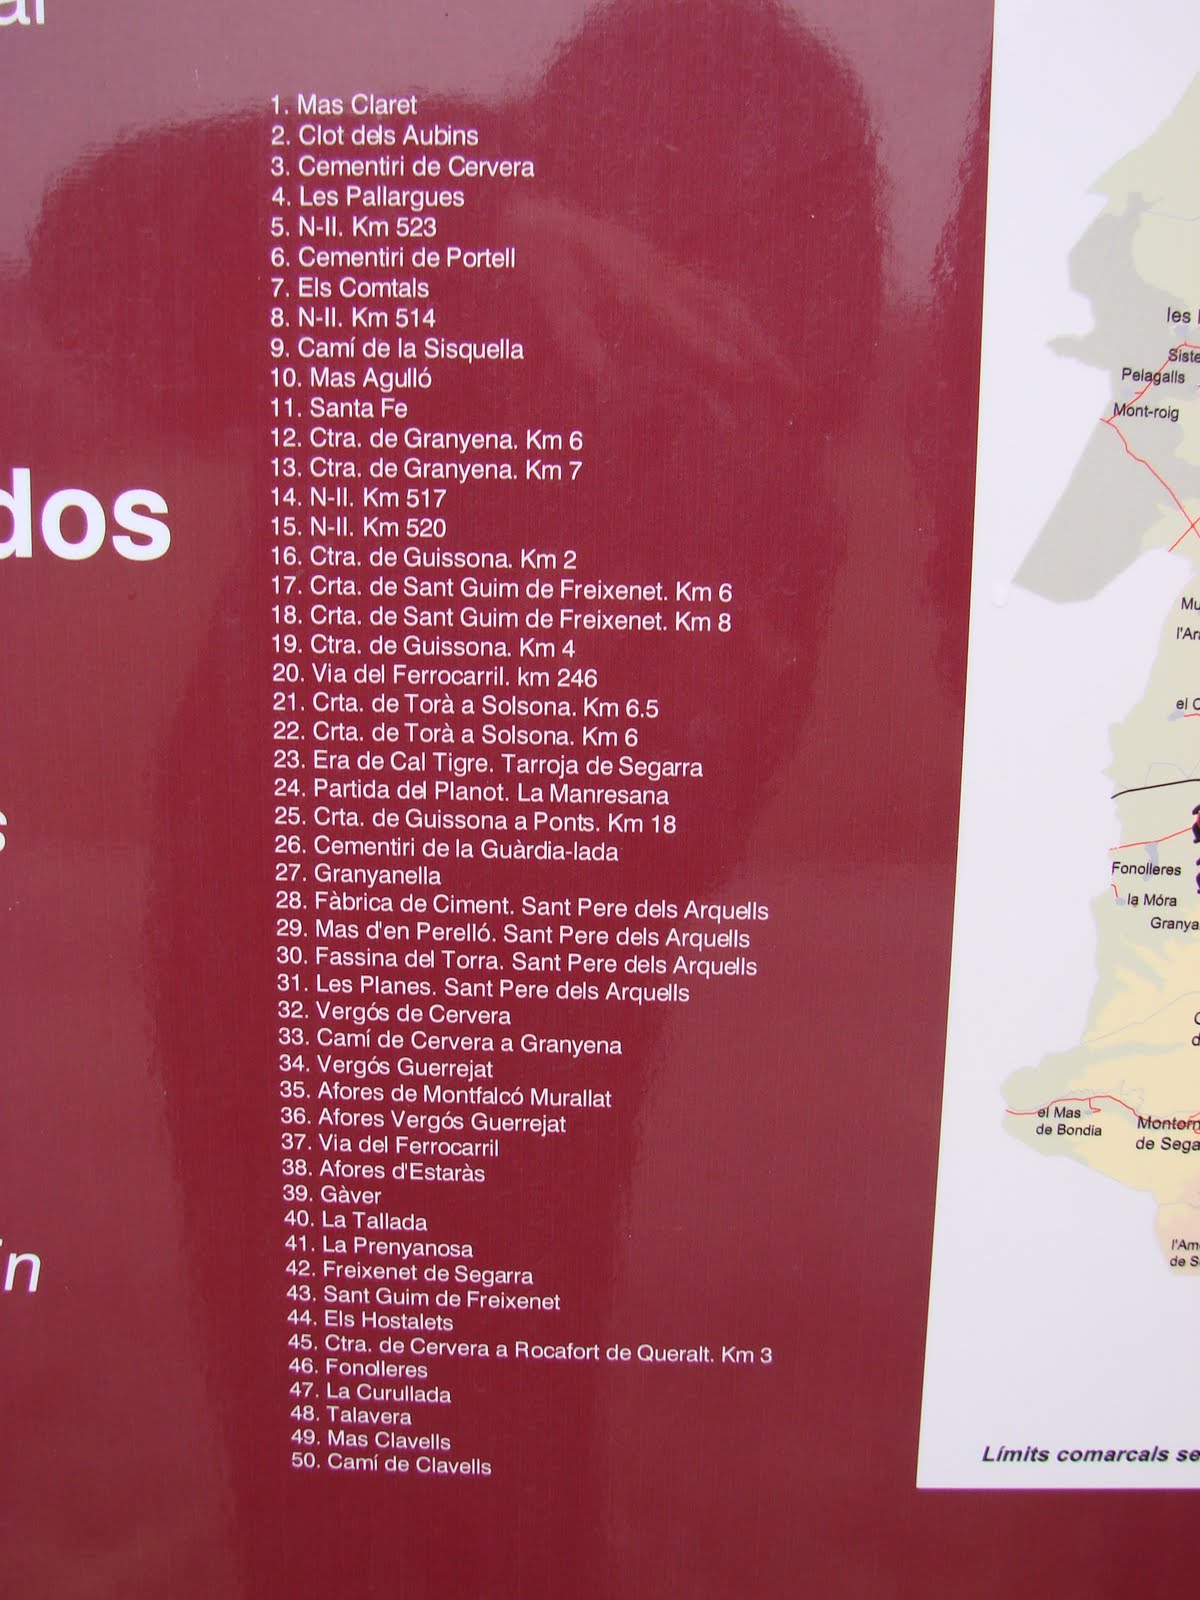 1. Mas Claret
2. Clot dels Aubins
3. Cementiri de Cervera
4. Les Pallargues
5. N-II. Km 523
6. Cementiri de Portell
7. Els Comtals
8. N-II. Km 514
9. Camí de la Sisquella
10. Mas Agulló
11. Santa Fe
12. Ctra. de Granyena. Km 6
13. Ctra. de Granyena. Km 7
14. N-II. Km 517
15. N-II. Km 520
16. Ctra. de Guissona. Km 2
17. Crta. de Sant Guim de Freixenet. Km 6
18. Crta. de Sant Guim de Freixenet. Km 8
19. Ctra. de Guissona. Km 4
20. Via del Ferrocarril. km 246
21. Crta. de Torà a Solsona. Km 6.5
22. Crta. de Torà a Solsona. Km 6
23. Era de Cal Tigre. Tarroja de Segarra
24. Partida del Planot. La Manresana
25. Crta. de Guissona a Ponts. Km 18
26. Cementiri de la Guàrdia-lada
27. Granyanella
28. Fàbrica de Ciment. Sant Pere dels Arquells
29. Mas d'en Perelló. Sant Pere dels Arquells
30. Fassina del Torra. Sant Pere dels Arquells
31. Les Planes. Sant Pere dels Arquells
32. Vergós de Cervera
33. Camí de Cervera a Granyena
34. Vergós Guerrejat
35. Afores de Montfalcó Murallat
36. Afores Vergós Guerrejat
37. Via del Ferrocarril
38. Afores d'Estaràs
39. Gàver
40. La Tallada
41. La Prenyanosa
42. Freixenet de Segarra
43. Sant Guim de Freixenet
44. Els Hostalets
45. Ctra. de Cervera a Rocafort de Queralt. Km 3
46. Fonolleres
47. La Curullada
48. Talavera
49. Mas Clavells
50. Camí de Clavells
dos
les
Siste
Pelagalls
Mont-roig
Mu
l'Ar
el
Fonolleres
la Móra
Granya
el Mas
de Bondia
Montorn
de Sega
l'Am
de S
Límits comarcals se